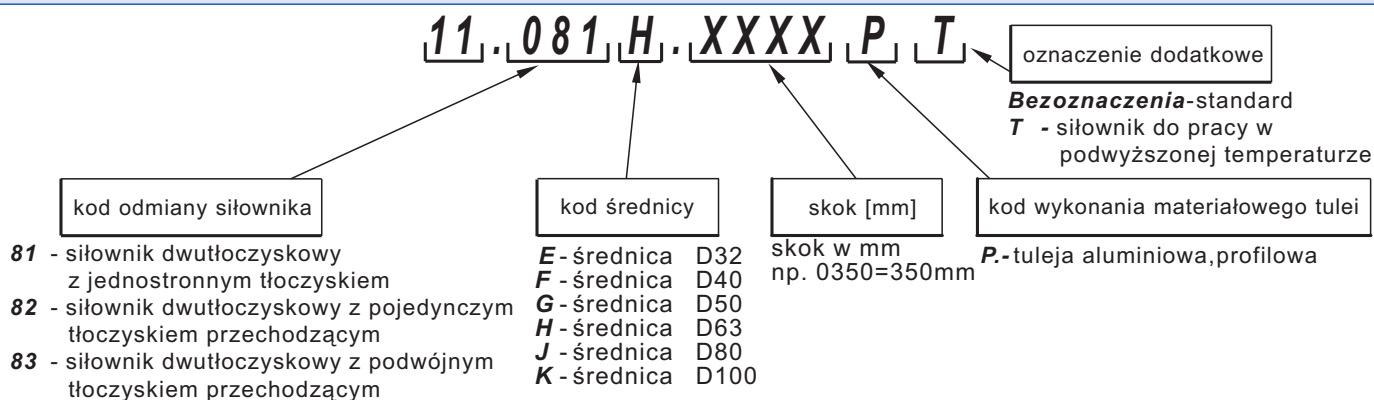 11.081H.XXXX P T
oznaczenie dodatkowe
Bezoznaczenia-standard
T - siłownik do pracy w
podwyższonej temperaturze
kod odmiany siłownika
81 - siłownik dwutłoczyskowy
z jednostronnym tłoczyskiem
82 - siłownik dwutłoczyskowy z pojedynczym
tłoczyskiem przechodzącym
83 - siłownik dwutłoczyskowy z podwójnym
tłoczyskiem przechodzącym
kod średnicy
E - średnica D32
F - średnica D40
G - średnica D50
H - średnica D63
J - średnica D80
K - średnica D100
skok [mm]
skok w mm
np. 0350=350mm
kod wykonania materiałowego tulei
P.- tuleja aluminiowa,profilowa